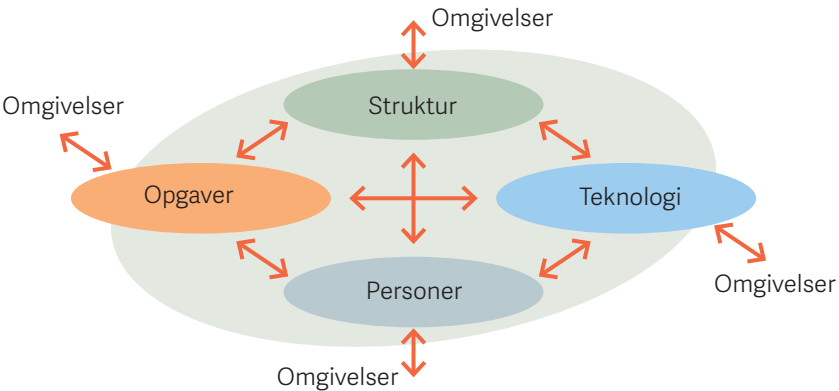 Omgivelser
Struktur
Omgivelser
Opgaver
Teknologi
Personer
Omgivelser
Omgivelser